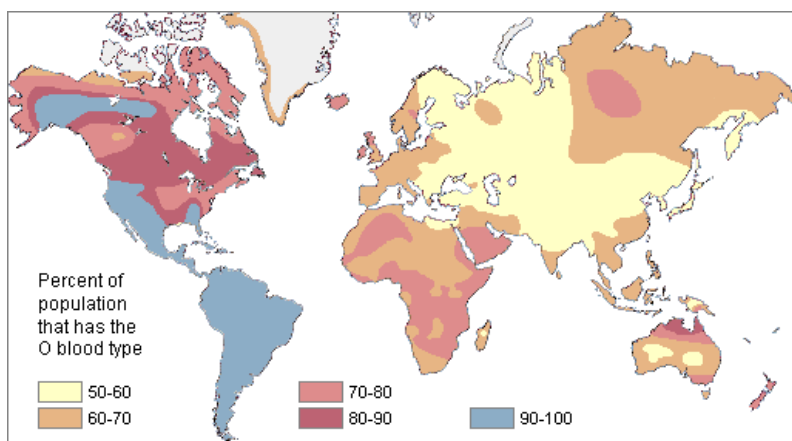 Percent of
population
that has the
O blood type
50-60
60-70
70-80
80-90
90-100